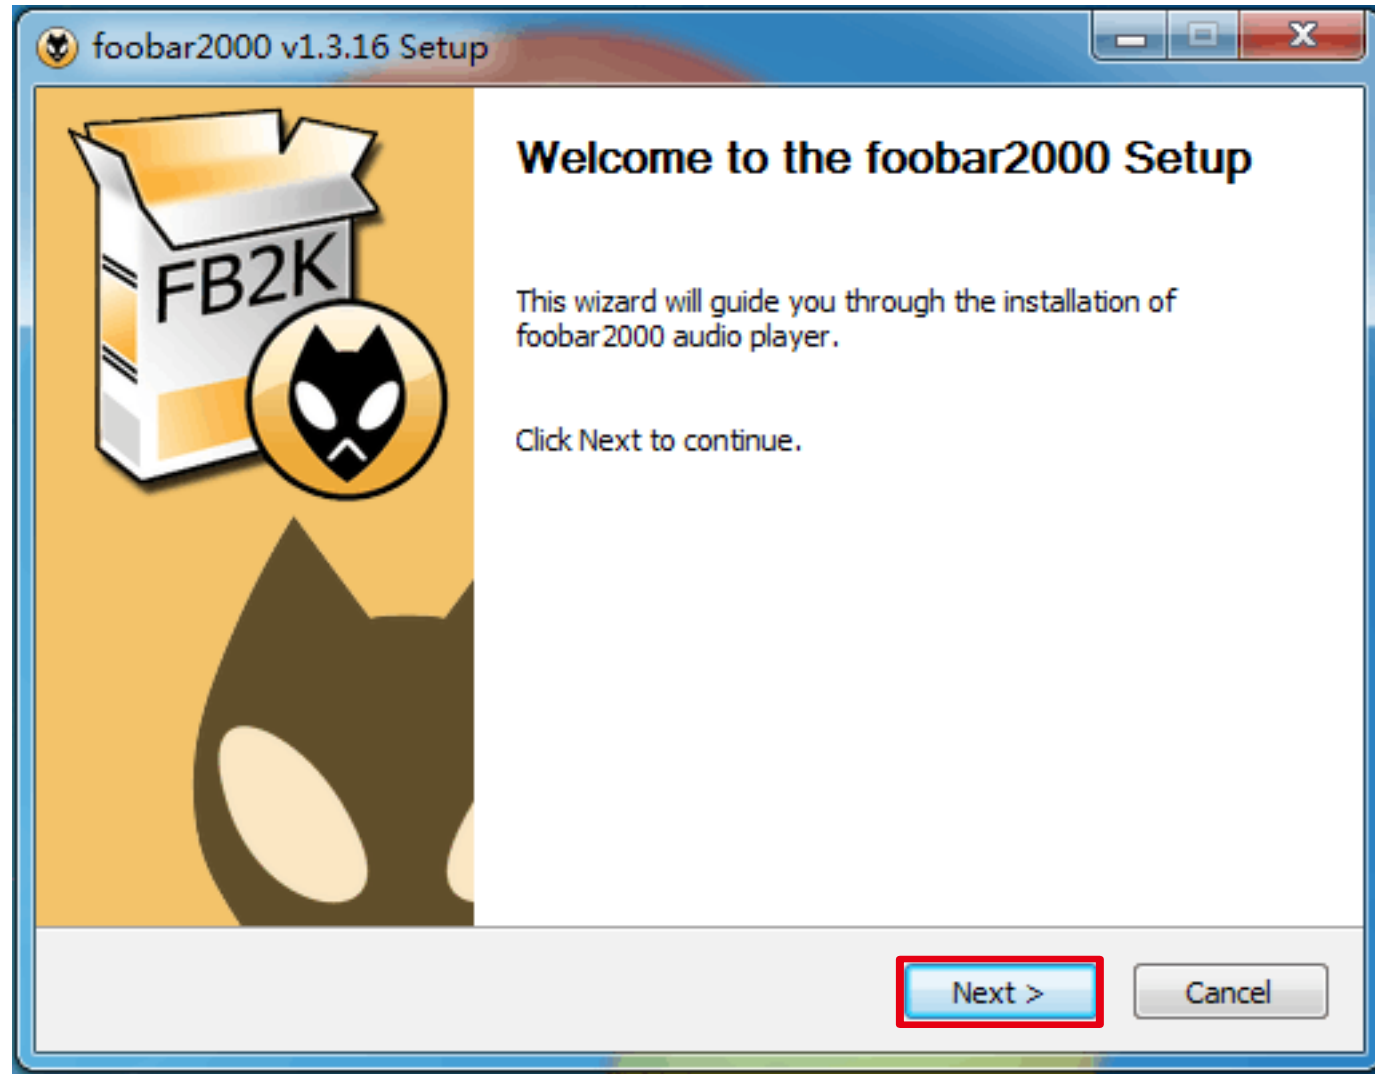 foobar2000 v1.3.16 Setup
Welcome to the foobar2000 Setup
FB2K
This wizard will guide you through the installation of
foobar2000 audio player.
Click Next to continue.
Next >
Cancel